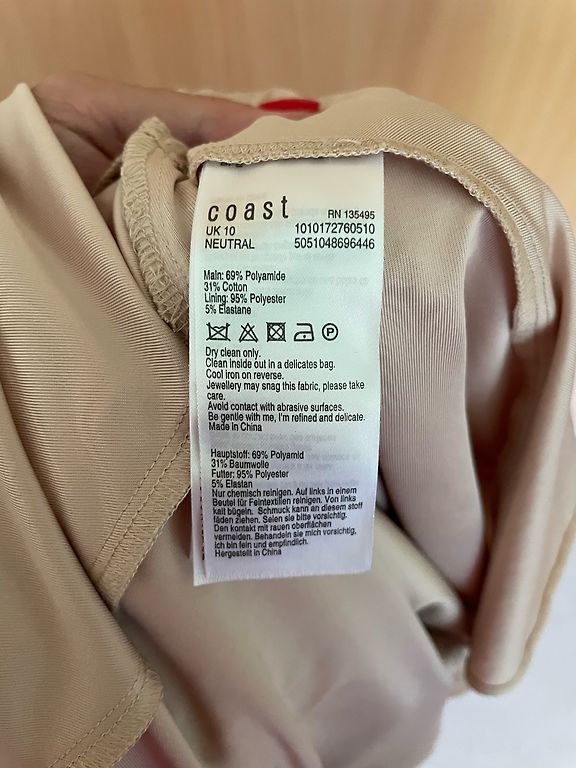 coast
RN 135495
UK 10
1010172760510
NEUTRAL
5051048696446
Main: 69% Polyamide
31% Cotton
Lining: 95% Polyester
5% Elastane
P
Dry clean only.
Clean inside out in a delicates bag.
Cool iron on reverse.
Jewellery may snag this fabric, please take
care.
Avoid contact with abrasive surfaces.
Be gentle with me, I'm refined and delicate.
Made in China
Hauptstoff: 69% Polyamid
31% Baumwolle
Futter: 95% Polyester
5% Elastan
Nur chemisch reinigen. Auf links in einem
Beutel für Feintextilien reinigen. Von links
kalt bügeln. Schmuck kann an diesem stoff
fäden ziehen. Seien sie bitte vorsichtig.
Den kontakt mit rauen oberflächen
vermeiden. Behandeln sie mich vorsichtig,
ich bin fein und empfindlich.
Hergestellt in China